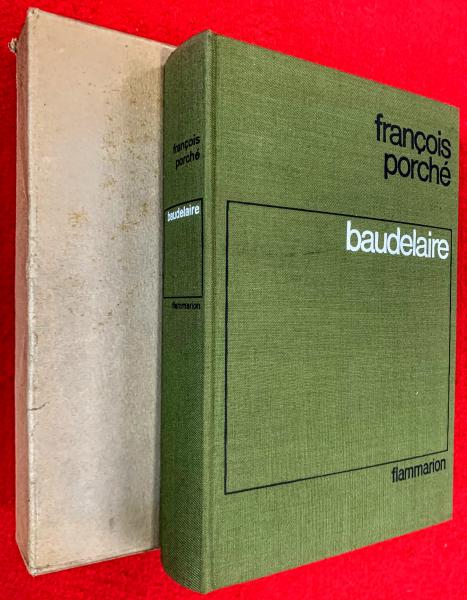 françois
porché
baudelaire
flammarion
françois
porché
baudelaire
flammarion